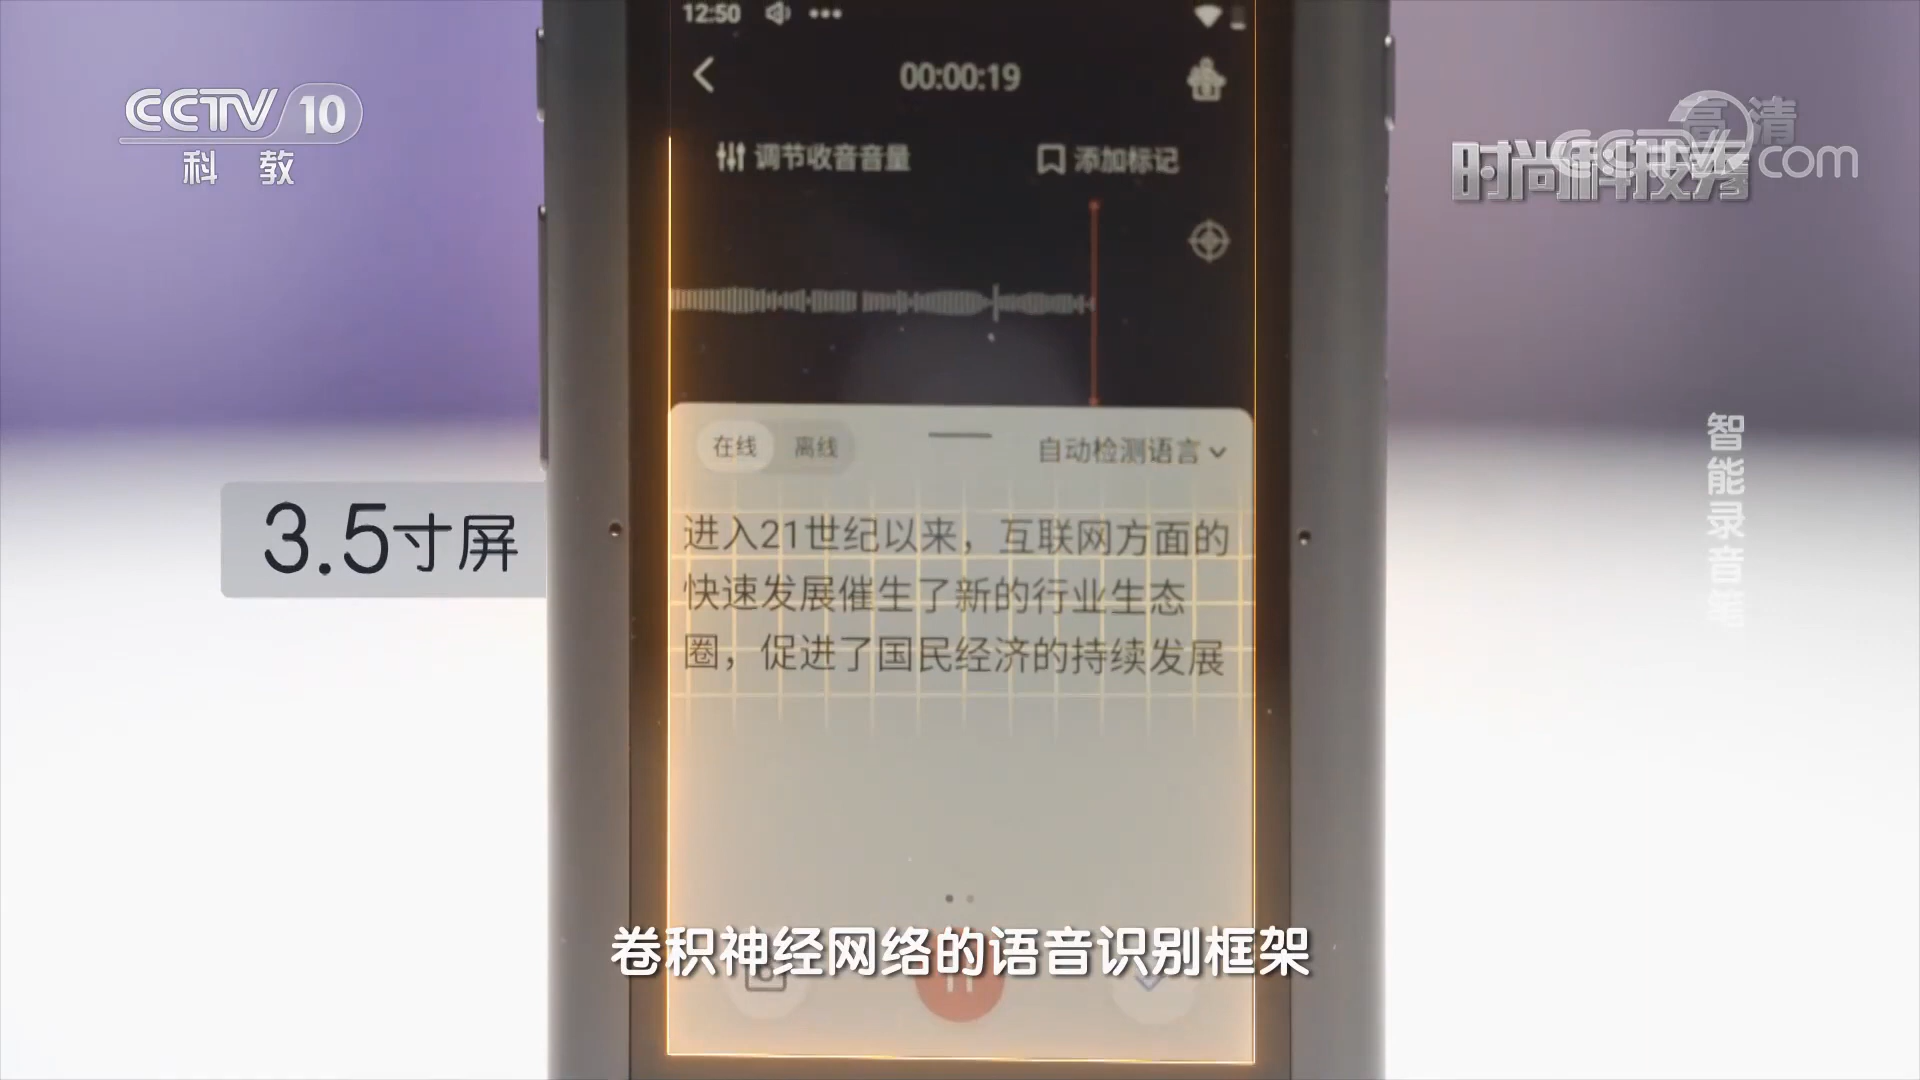 12:50
CCTV 10
科教
00:00:19
高清
时尚科技秀
CCTV.com
调节收音音量
添加标记
智能录音笔
在线
离线
自动检测语言
3.5寸屏
进入21世纪以来，互联网方面的
快速发展催生了新的行业生态
圈，促进了国民经济的持续发展
卷积神经网络的语音识别框架